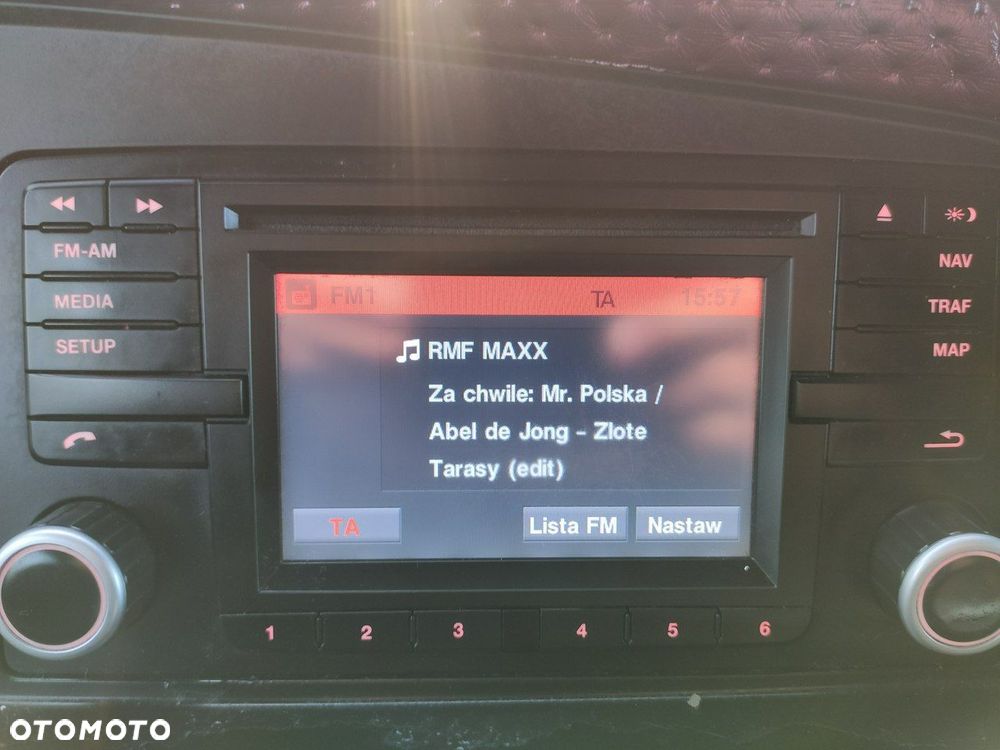 FM-AM
MEDIA
SETUP
NAV
TRAF
MAP
FM1 TA 15:57
RMF MAXX
Za chwile: Mr. Polska /
Abel de Jong - Zlote
Tarasy (edit)
TA Lista FM Nastaw
1 2 3 4 5 6
OTOMOTO